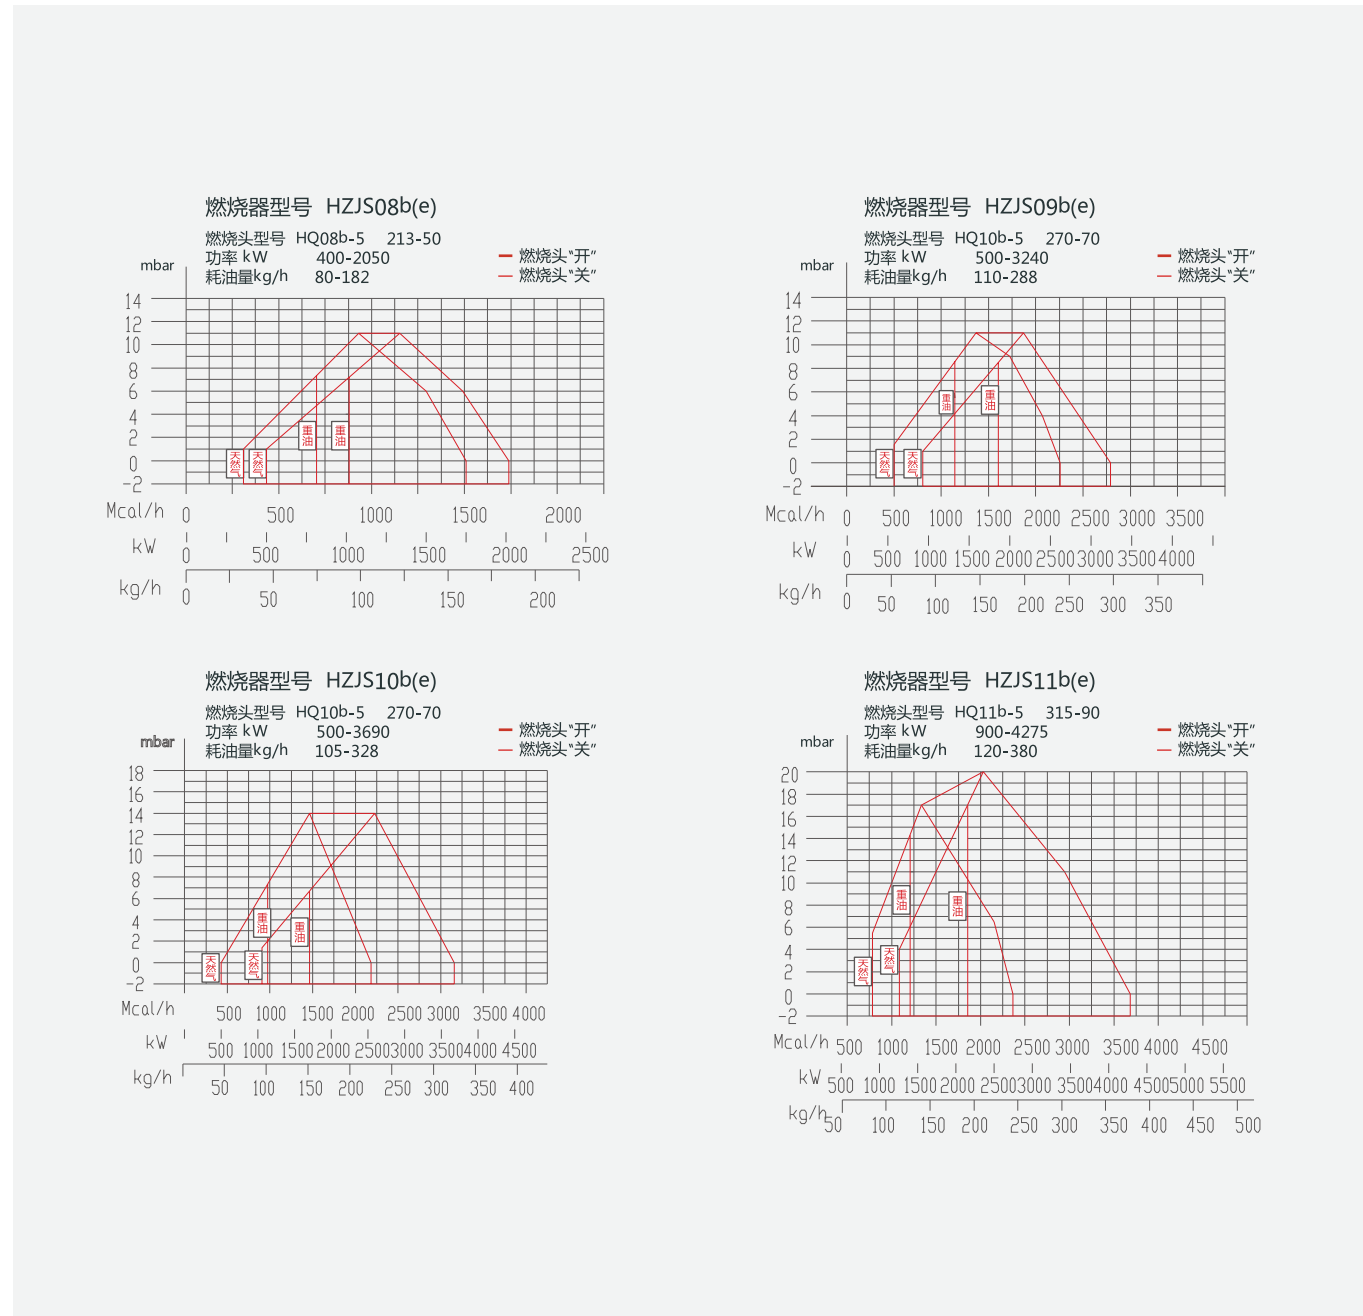 燃烧器型号 HZJS08b(e)
燃烧头型号 HQ08b-5 213-50
功率 kW 400-2050
耗油量kg/h 80-182
燃烧头“开”
燃烧头“关”
mbar
14
12
10
8
6
4
2
0
-2
天然气 天然气 重油 重油
Mcal/h 0 500 1000 1500 2000
kW 0 500 1000 1500 2000 2500
kg/h 0 50 100 150 200
燃烧器型号 HZJS09b(e)
燃烧头型号 HQ10b-5 270-70
功率 kW 500-3240
耗油量kg/h 110-288
燃烧头“开”
燃烧头“关”
mbar
14
12
10
8
6
4
2
0
-2
天然气 天然气 重油 重油
Mcal/h 0 500 1000 1500 2000 2500 3000 3500
kW 0 500 1000 1500 2000 2500 3000 3500 4000
kg/h 0 50 100 150 200 250 300 350
燃烧器型号 HZJS10b(e)
燃烧头型号 HQ10b-5 270-70
功率 kW 500-3690
耗油量kg/h 105-328
燃烧头“开”
燃烧头“关”
mbar
18
16
14
12
10
8
6
4
2
0
-2
天然气 天然气 重油 重油
Mcal/h 500 1000 1500 2000 2500 3000 3500 4000
kW 500 1000 1500 2000 2500 3000 3500 4000 4500
kg/h 50 100 150 200 250 300 350 400
燃烧器型号 HZJS11b(e)
燃烧头型号 HQ11b-5 315-90
功率 kW 900-4275
耗油量kg/h 120-380
燃烧头“开”
燃烧头“关”
mbar
20
18
16
14
12
10
8
6
4
2
0
-2
天然气 天然气 重油 重油
Mcal/h 500 1000 1500 2000 2500 3000 3500 4000 4500
kW 500 1000 1500 2000 2500 3000 3500 4000 4500 5000 5500
kg/h 50 100 150 200 250 300 350 400 450 500